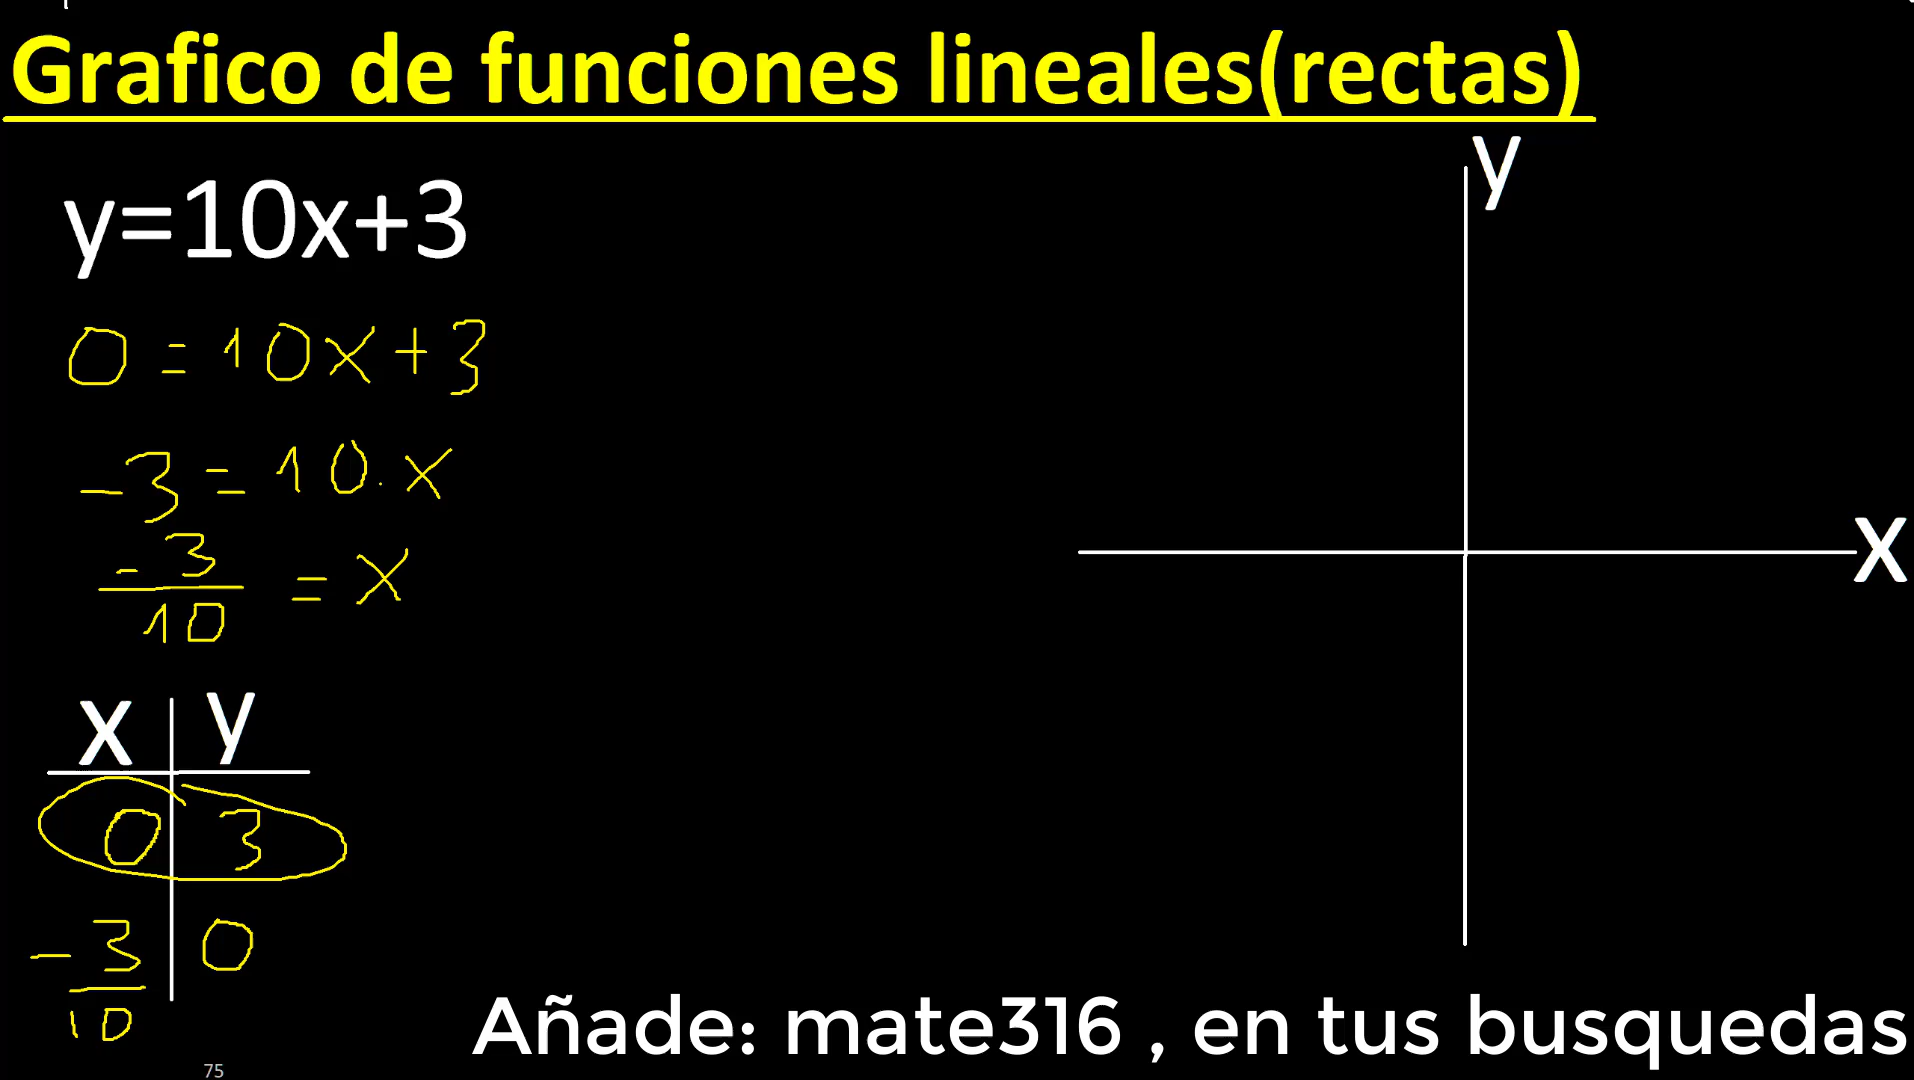 Grafico de funciones lineales(rectas)
y=10x+3
0 = 10x+3
-3 = 10.x
-3/10 = x
y
x
x y
0 3
-3/10 0
Añade: mate316 , en tus busquedas
75